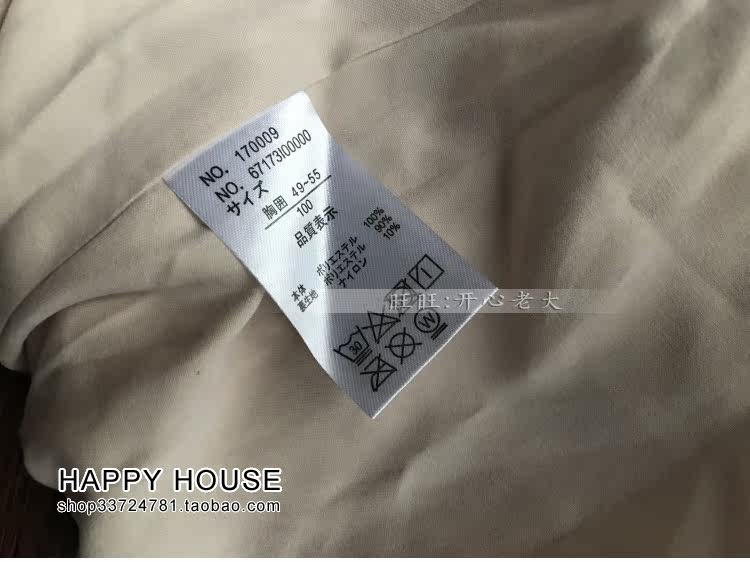 NO. 170009
NO. 67173I00000
サイズ
胸囲 49-55
100
品質表示
本体 ポリエステル 100%
裏生地 ポリエステル 90%
ナイロン 10%
30
W
旺旺:开心老大
HAPPY HOUSE
shop33724781.taobao.com